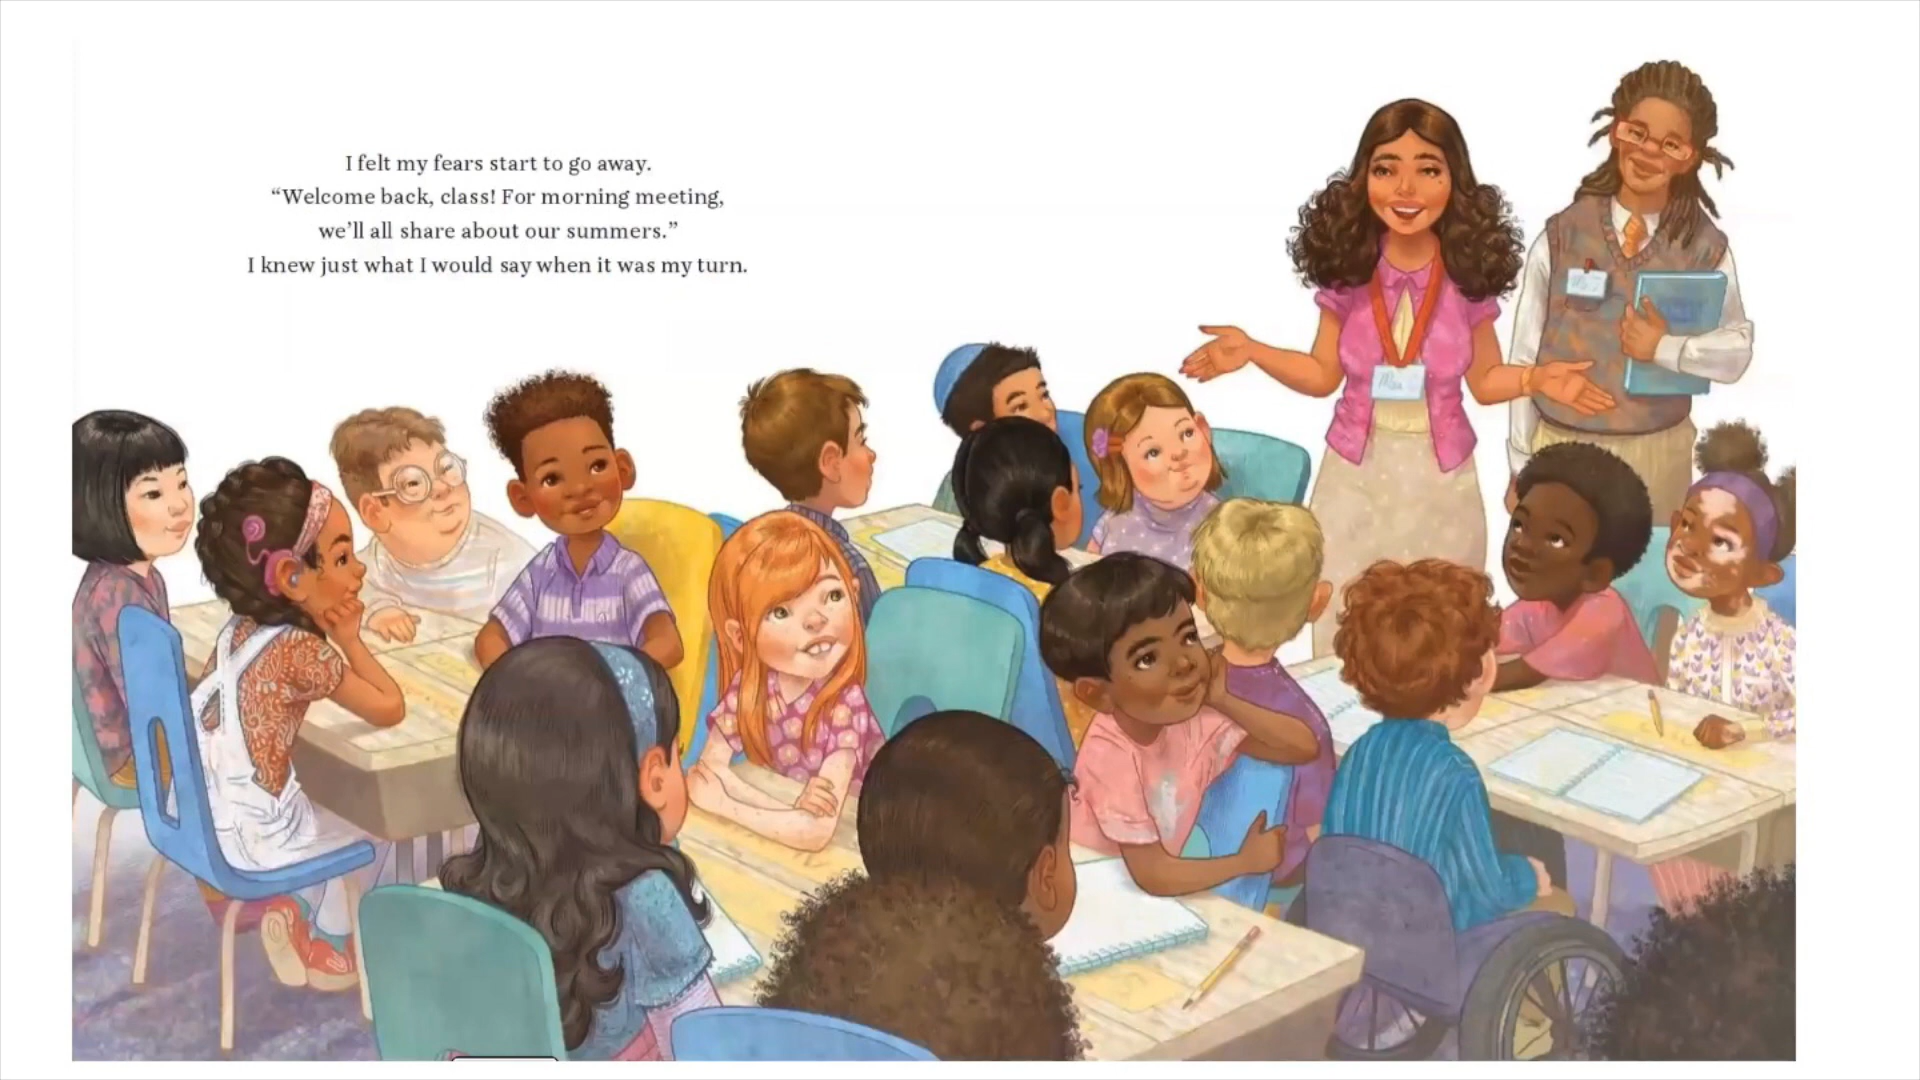 I felt my fears start to go away.
“Welcome back, class! For morning meeting,
we’ll all share about our summers.”
I knew just what I would say when it was my turn.